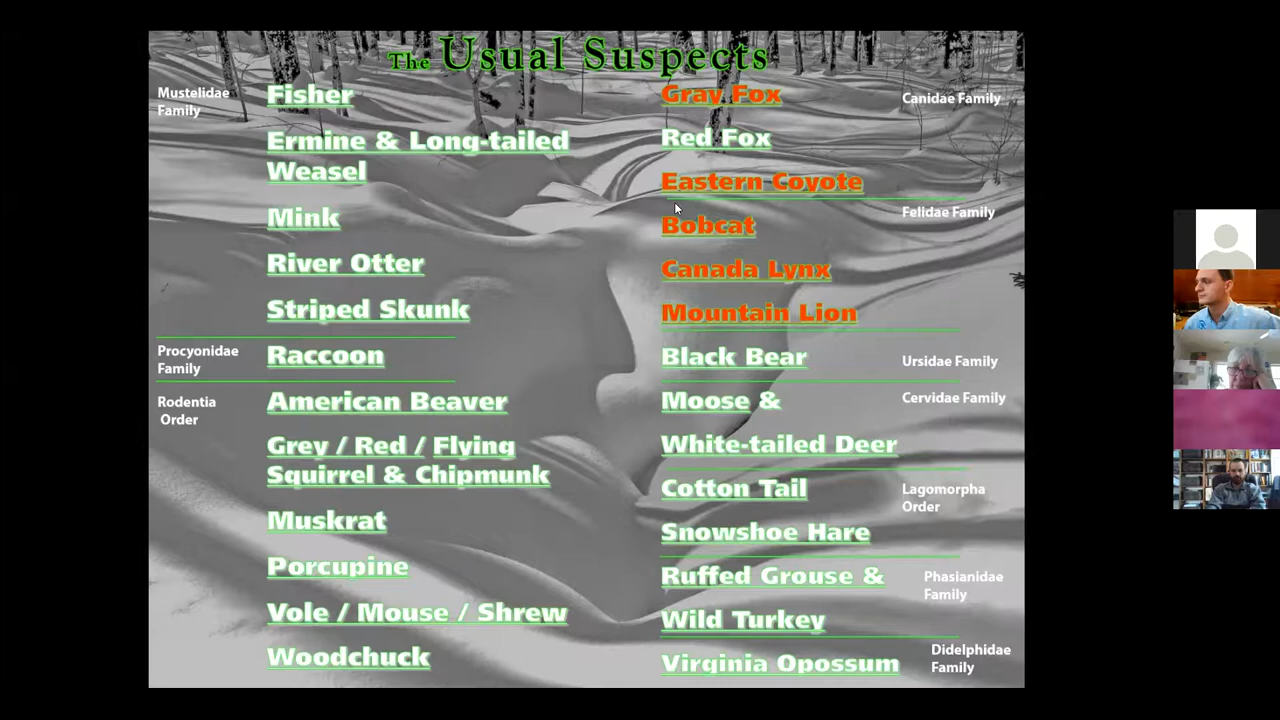 The Usual Suspects
Mustelidae
Family
Fisher
Ermine & Long-tailed
Weasel
Mink
River Otter
Striped Skunk
Procyonidae
Family
Raccoon
Rodentia
Order
American Beaver
Grey / Red / Flying
Squirrel & Chipmunk
Muskrat
Porcupine
Vole / Mouse / Shrew
Woodchuck
Gray Fox
Canidae Family
Red Fox
Eastern Coyote
Felidae Family
Bobcat
Canada Lynx
Mountain Lion
Black Bear
Ursidae Family
Moose &
Cervidae Family
White-tailed Deer
Cotton Tail
Lagomorpha
Order
Snowshoe Hare
Ruffed Grouse &
Phasianidae
Family
Wild Turkey
Virginia Opossum
Didelphidae
Family